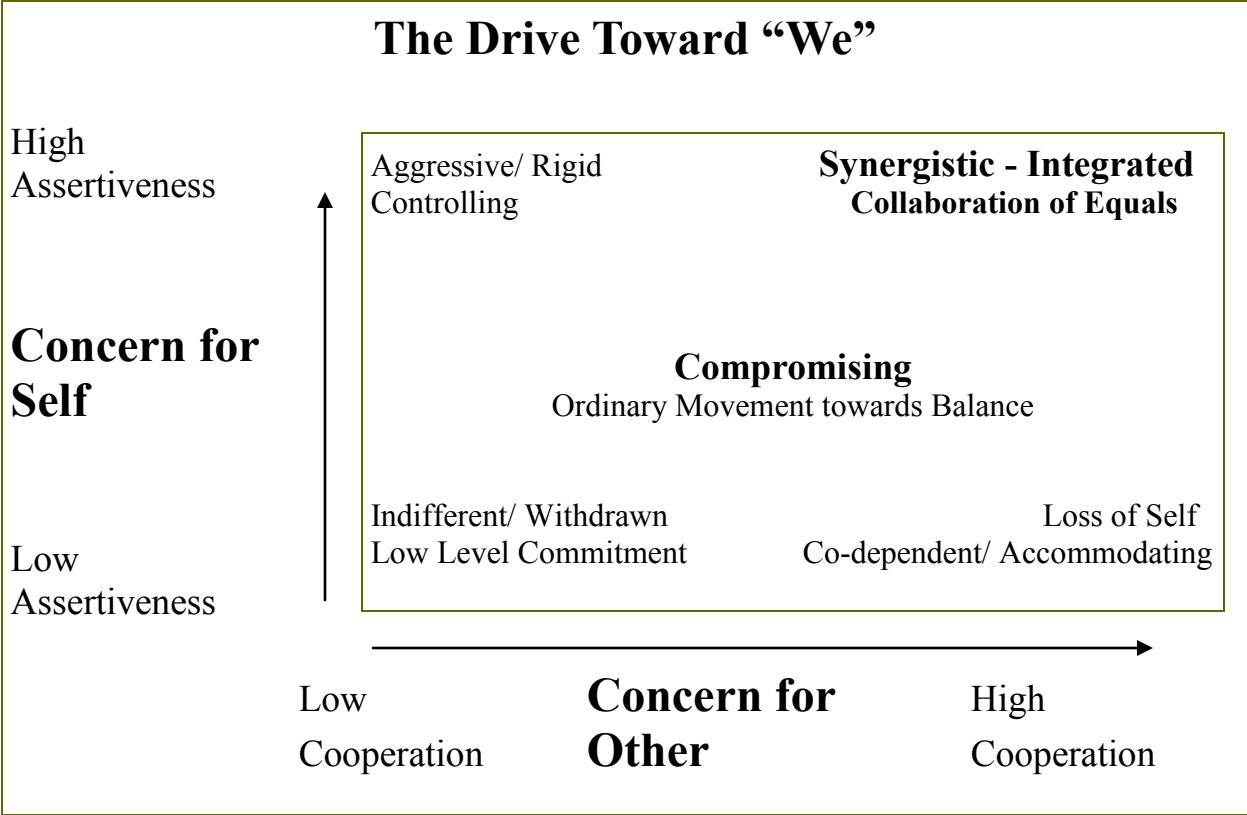 The Drive Toward “We”
High
Assertiveness
Aggressive/ Rigid
Controlling
Synergistic - Integrated
Collaboration of Equals
Concern for
Self
Compromising
Ordinary Movement towards Balance
Indifferent/ Withdrawn
Low Level Commitment
Loss of Self
Co-dependent/ Accommodating
Low
Assertiveness
Low
Cooperation
Concern for
Other
High
Cooperation